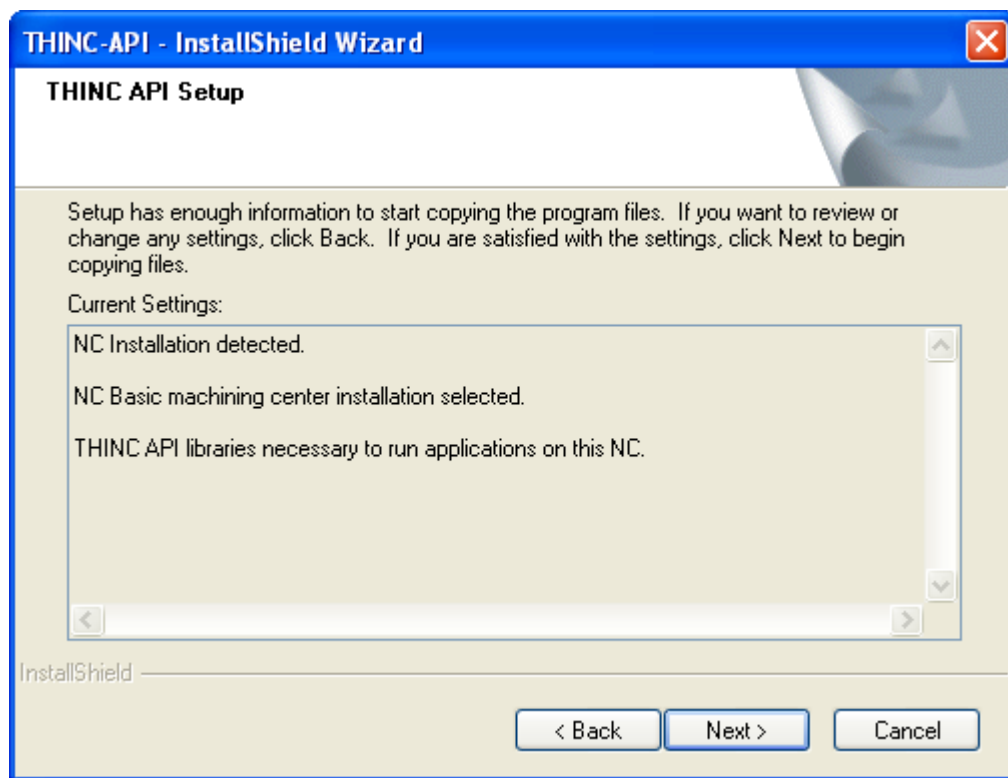 THINC-API - InstallShield Wizard
THINC API Setup
Setup has enough information to start copying the program files.  If you want to review or
change any settings, click Back.  If you are satisfied with the settings, click Next to begin
copying files.
Current Settings:
NC Installation detected.
NC Basic machining center installation selected.
THINC API libraries necessary to run applications on this NC.
InstallShield
< Back
Next >
Cancel